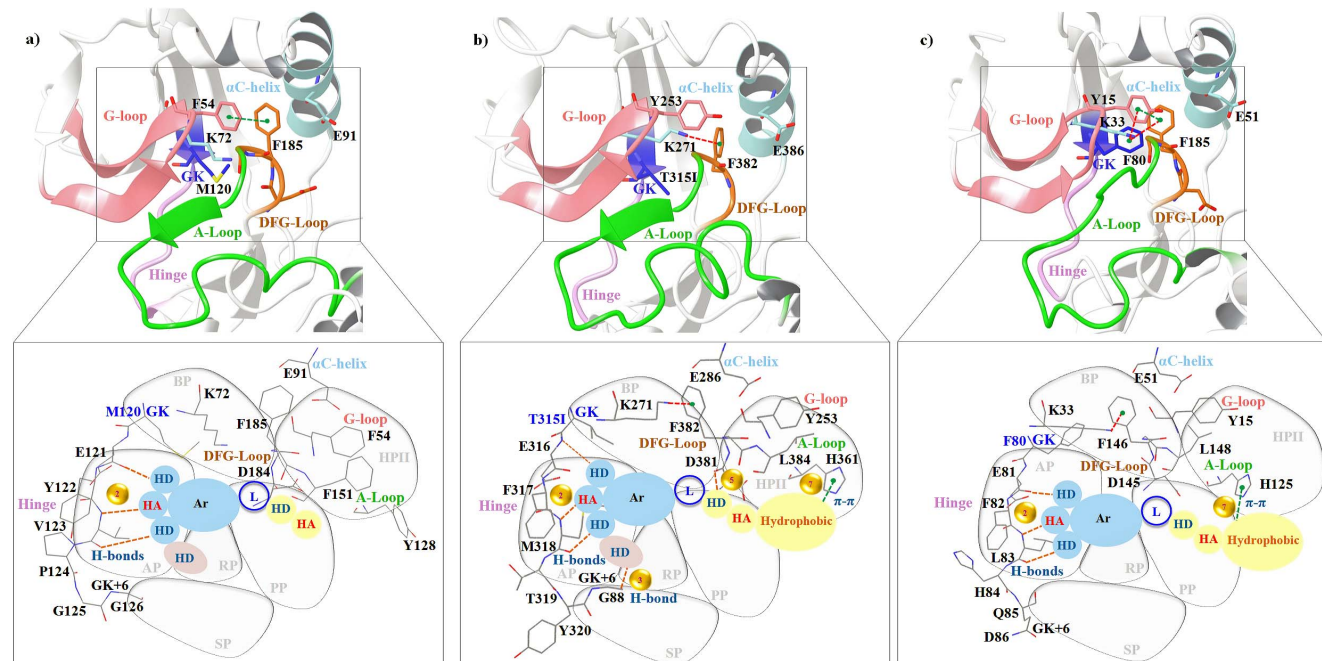 a)
αC-helix
F54
G-loop
E91
K72
F185
GK
M120
DFG-Loop
A-Loop
Hinge
b)
αC-helix
Y253
G-loop
K271
E386
F382
GK
T315I
DFG-Loop
A-Loop
Hinge
c)
αC-helix
Y15
K33
G-loop
E51
GK
F185
F80
DFG-Loop
A-Loop
Hinge
αC-helix
E91
BP
K72
M120 GK
G-loop
F185
F54
E121
DFG-Loop
HPII
HD
D184
A-Loop
Y122
2
L
F151
Hinge
HA
Ar
HD
V123
HA
HD
Y128
H-bonds
HD
P124
AP
RP
PP
G125
G126
GK+6
SP
αC-helix
BP
E286
K271
T315I GK
G-loop
F382
Y253
E316
DFG-Loop
A-Loop
HD
D381
L384
H361
F317
2
5
7
Hinge
HA
Ar
L
HD
HPII
π-π
HD
HA
Hydrophobic
M318
H-bonds
HD
AP
GK+6
RP
3
PP
T319
G88
H-bond
Y320
SP
αC-helix
BP
E51
K33
G-loop
Y15
F80 GK
F146
AP
L148
E81
DFG-Loop
A-Loop
HD
D145
H125
Hinge
F82
2
L
7
HA
Ar
HD
π-π
HD
HA
Hydrophobic
L83
H-bonds
RP
H84
PP
Q85
GK+6
D86
SP